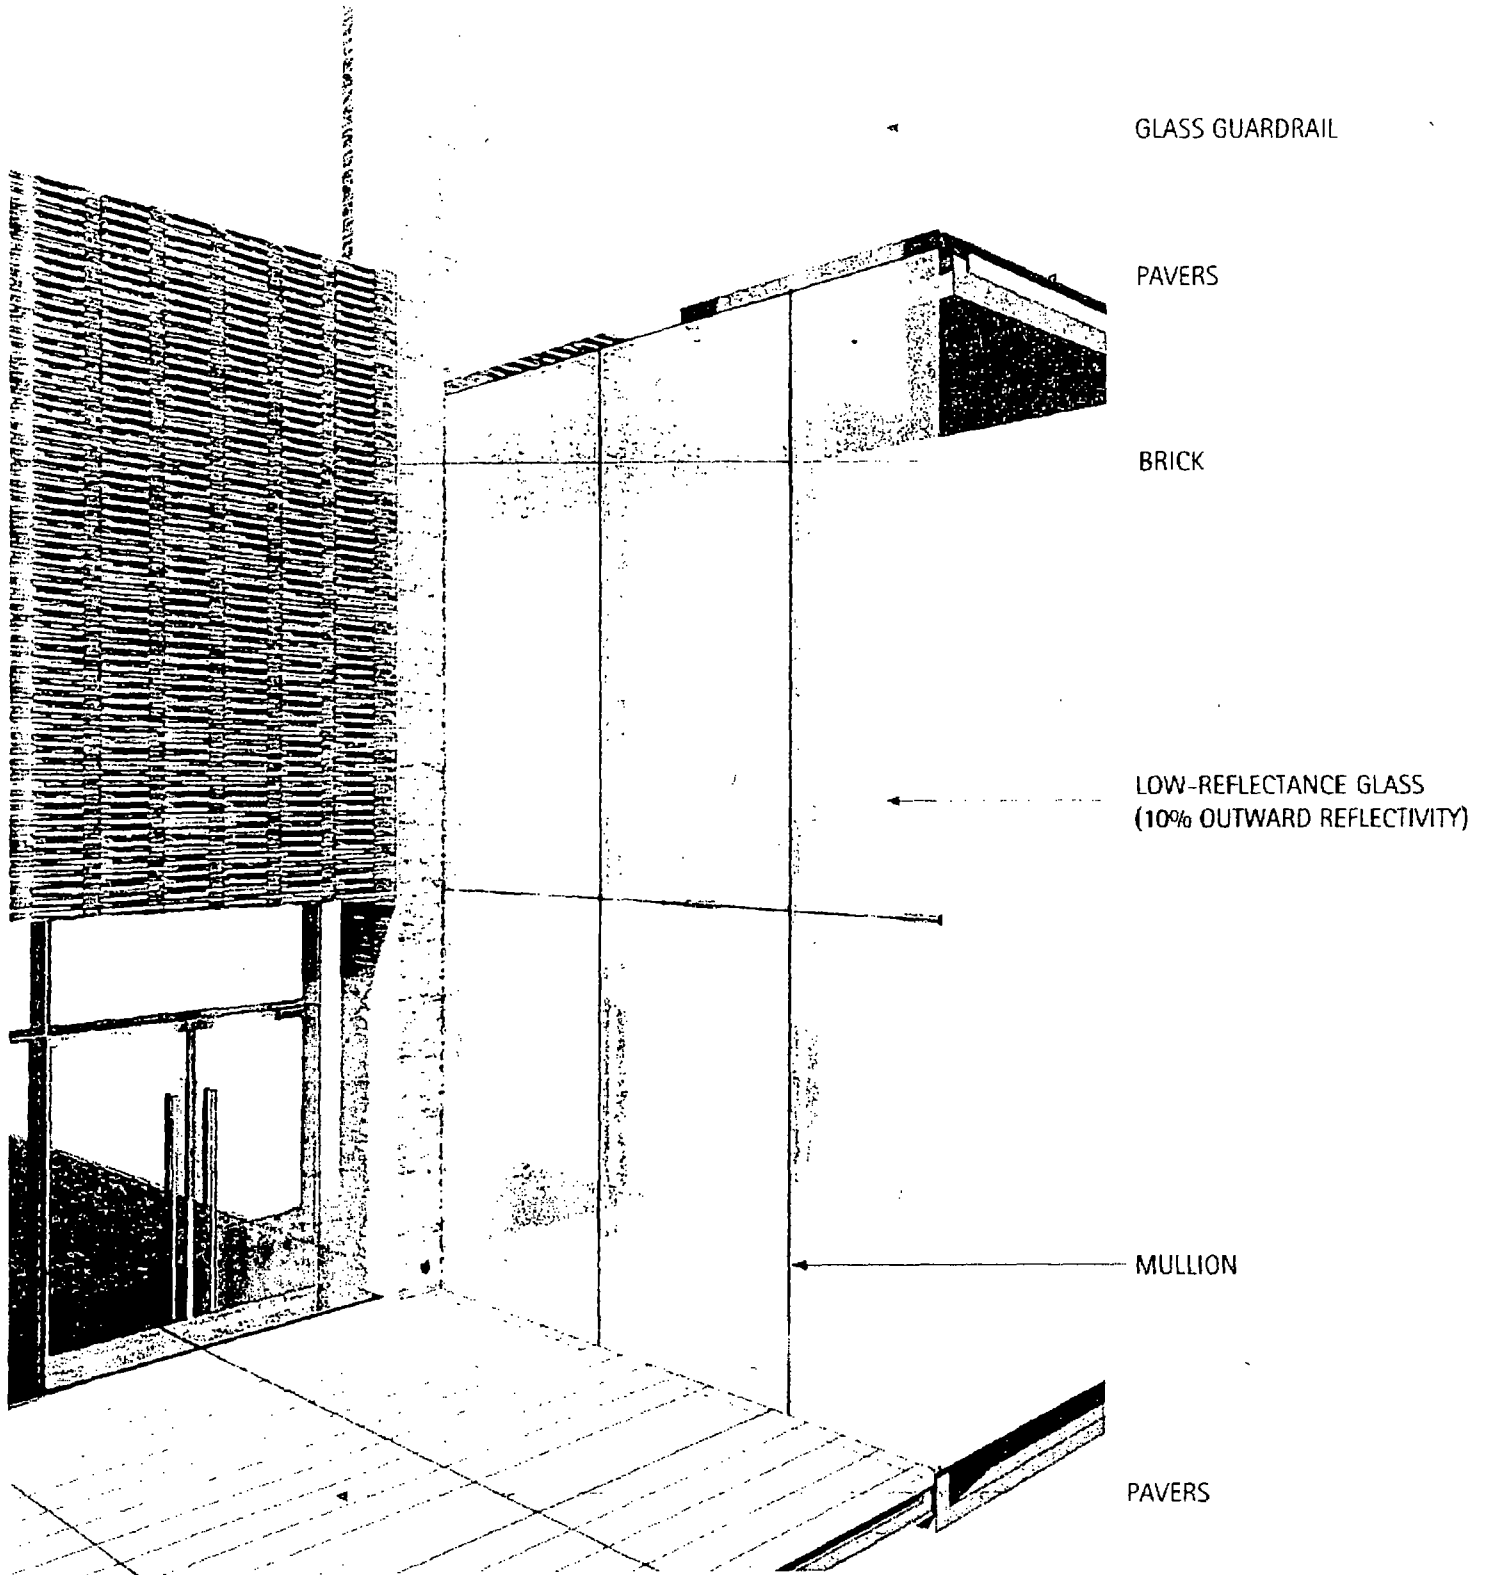 GLASS GUARDRAIL
PAVERS
BRICK
LOW-REFLECTANCE GLASS
(10% OUTWARD REFLECTIVITY)
MULLION
PAVERS